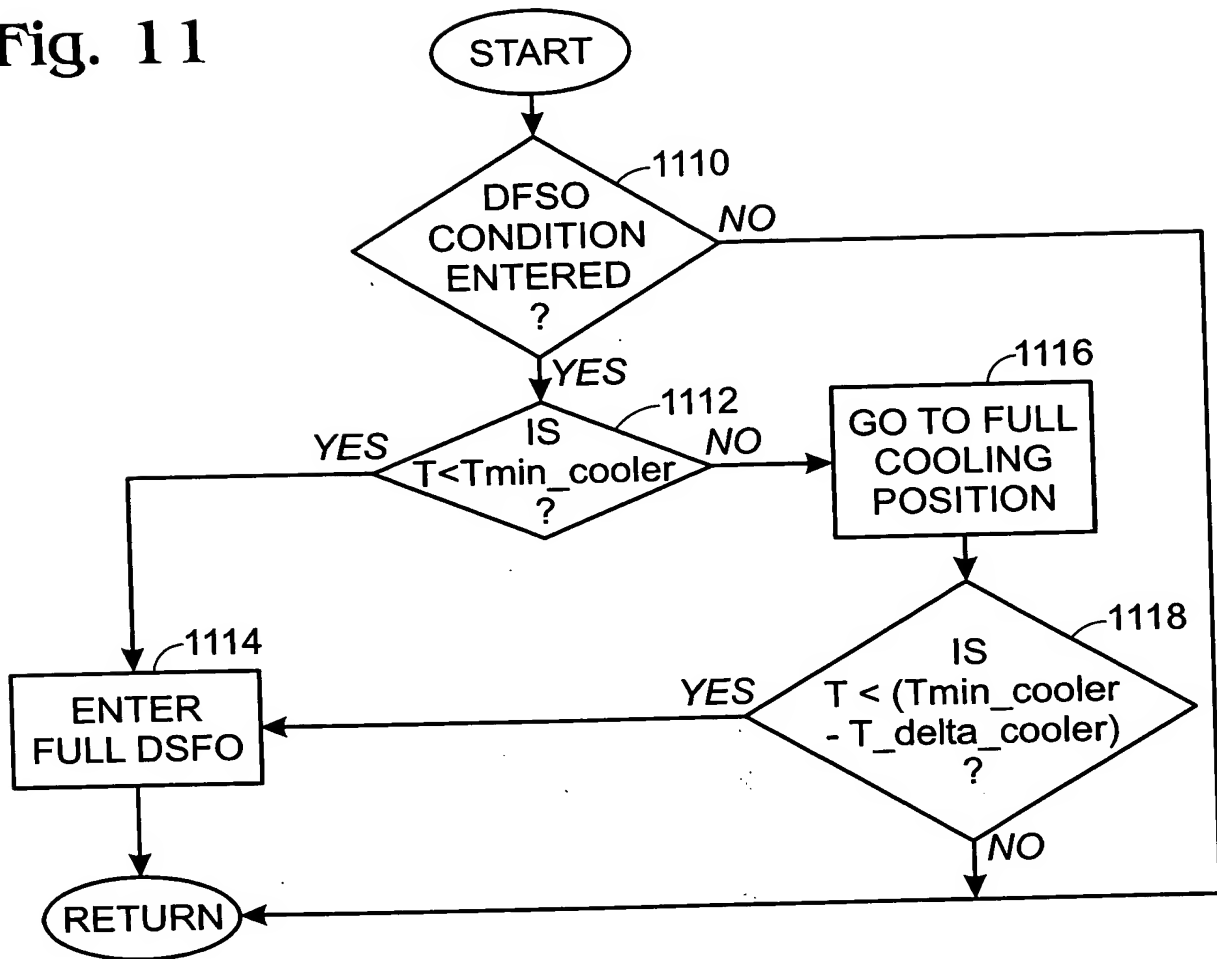 Fig. 11
START
1110
DFSO
CONDITION
ENTERED
?
NO
YES
1112
IS
T<Tmin_cooler
?
YES
NO
1116
GO TO FULL
COOLING
POSITION
1118
IS
T < (Tmin_cooler
- T_delta_cooler)
?
YES
NO
1114
ENTER
FULL DSFO
RETURN